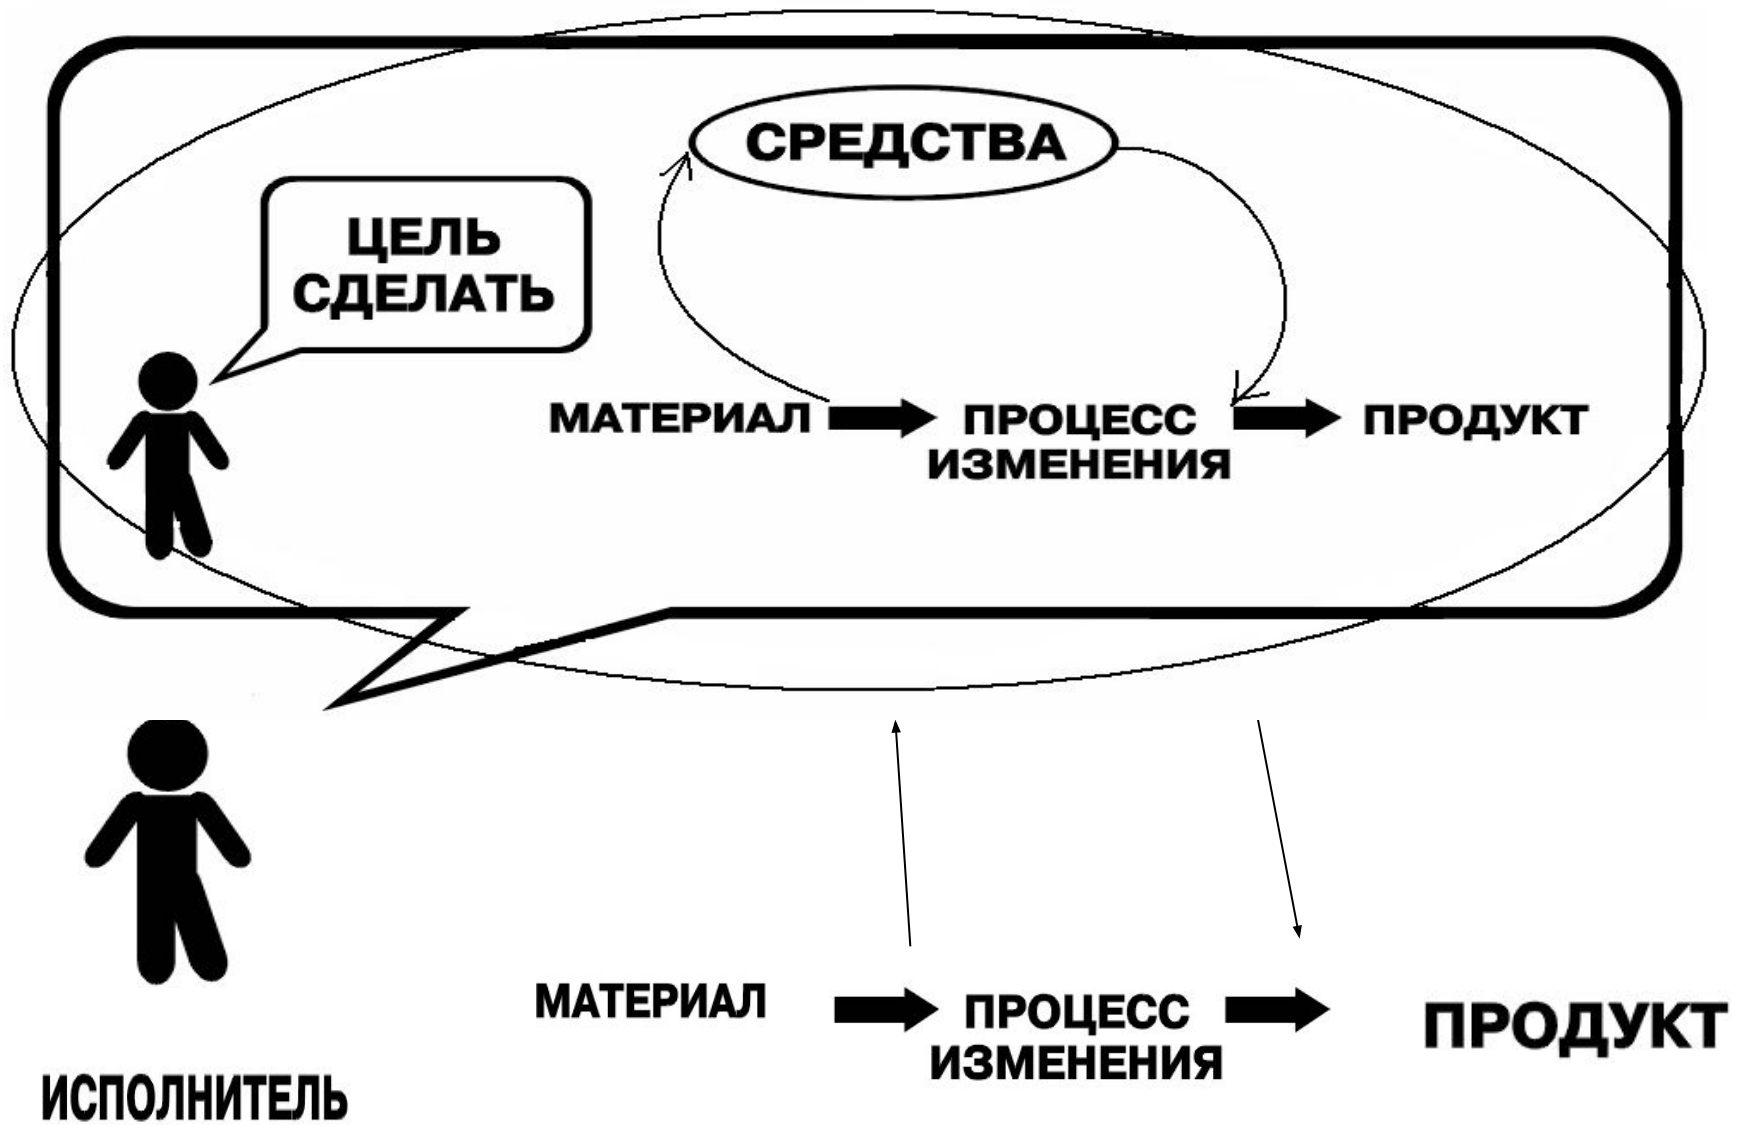 СРЕДСТВА
ЦЕЛЬ
СДЕЛАТЬ
МАТЕРИАЛ
ПРОЦЕСС
ИЗМЕНЕНИЯ
ПРОДУКТ
МАТЕРИАЛ
ПРОЦЕСС
ИЗМЕНЕНИЯ
ПРОДУКТ
ИСПОЛНИТЕЛЬ